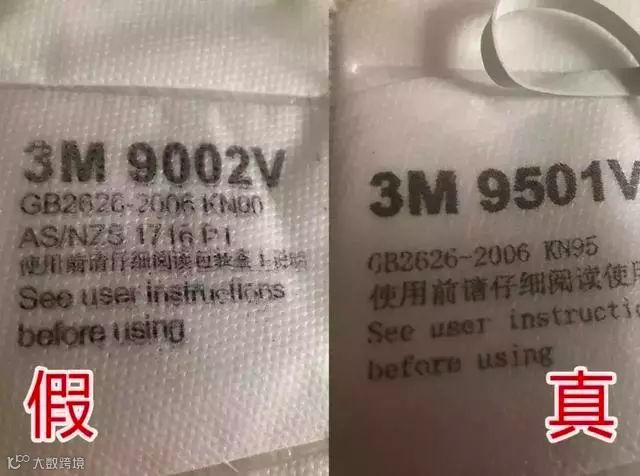 3M 9002V
GB2626-2006 KN90
AS/NZS 1716 P1
使用前请仔细阅读包装盒上说明
See user instructions
before using
假
大数跨境
3M 9501V
GB2626-2006 KN95
使用前请仔细阅读使用
See user instructio
before using
真